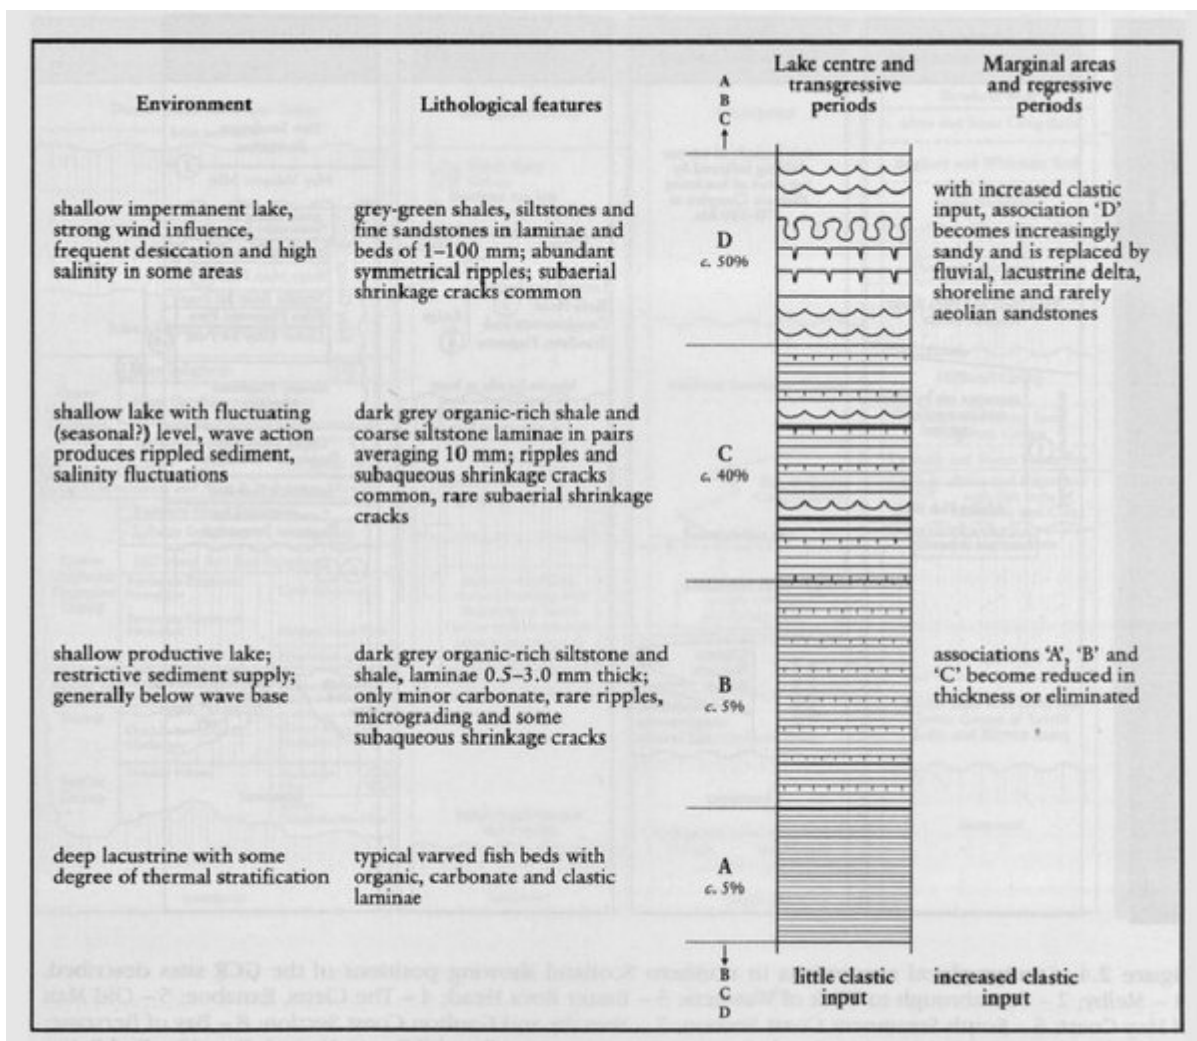 Environment
Lithological features
A
B
C
Lake centre and
transgressive
periods
Marginal areas
and regressive
periods
shallow impermanent lake,
strong wind influence,
frequent desiccation and high
salinity in some areas
grey-green shales, siltstones and
fine sandstones in laminae and
beds of 1–100 mm; abundant
symmetrical ripples; subaerial
shrinkage cracks common
D
c. 50%
with increased clastic
input, association ‘D’
becomes increasingly
sandy and is replaced by
fluvial, lacustrine delta,
shoreline and rarely
aeolian sandstones
shallow lake with fluctuating
(seasonal?) level, wave action
produces rippled sediment,
salinity fluctuations
dark grey organic-rich shale and
coarse siltstone laminae in pairs
averaging 10 mm; ripples and
subaqueous shrinkage cracks
common, rare subaerial shrinkage
cracks
C
c. 40%
shallow productive lake;
restrictive sediment supply;
generally below wave base
dark grey organic-rich siltstone and
shale, laminae 0.5–3.0 mm thick;
only minor carbonate, rare ripples,
micrograding and some
subaqueous shrinkage cracks
B
c. 5%
associations ‘A’, ‘B’ and
‘C’ become reduced in
thickness or eliminated
deep lacustrine with some
degree of thermal stratification
typical varved fish beds with
organic, carbonate and clastic
laminae
A
c. 5%
B
C
D
little clastic
input
increased clastic
input